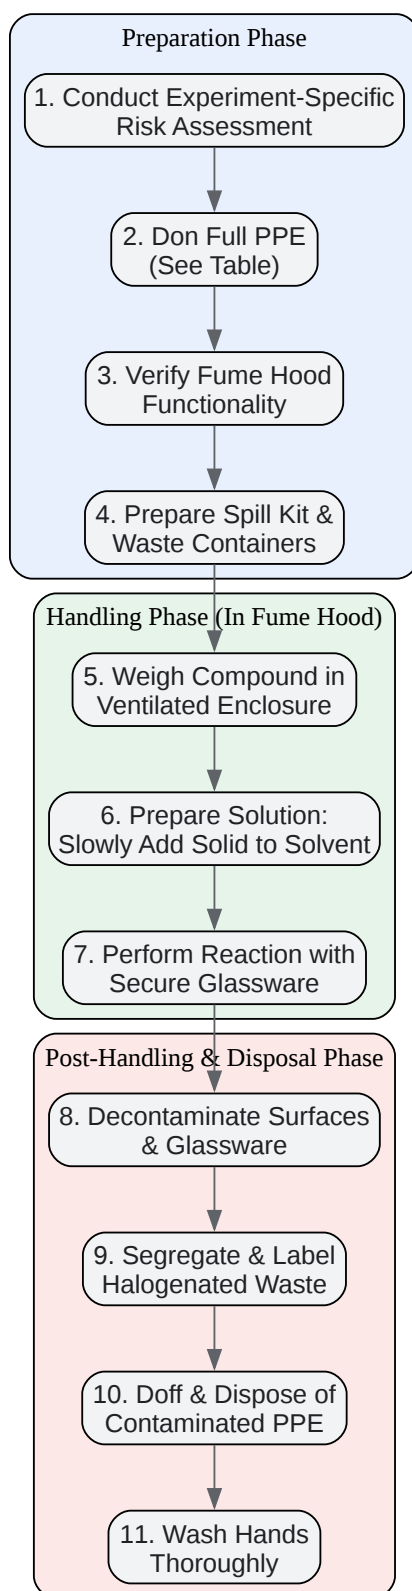 Preparation Phase
1. Conduct Experiment-Specific
Risk Assessment
2. Don Full PPE
(See Table)
3. Verify Fume Hood
Functionality
4. Prepare Spill Kit &
Waste Containers
Handling Phase (In Fume Hood)
5. Weigh Compound in
Ventilated Enclosure
6. Prepare Solution:
Slowly Add Solid to Solvent
7. Perform Reaction with
Secure Glassware
Post-Handling & Disposal Phase
8. Decontaminate Surfaces
& Glassware
9. Segregate & Label
Halogenated Waste
10. Doff & Dispose of
Contaminated PPE
11. Wash Hands
Thoroughly